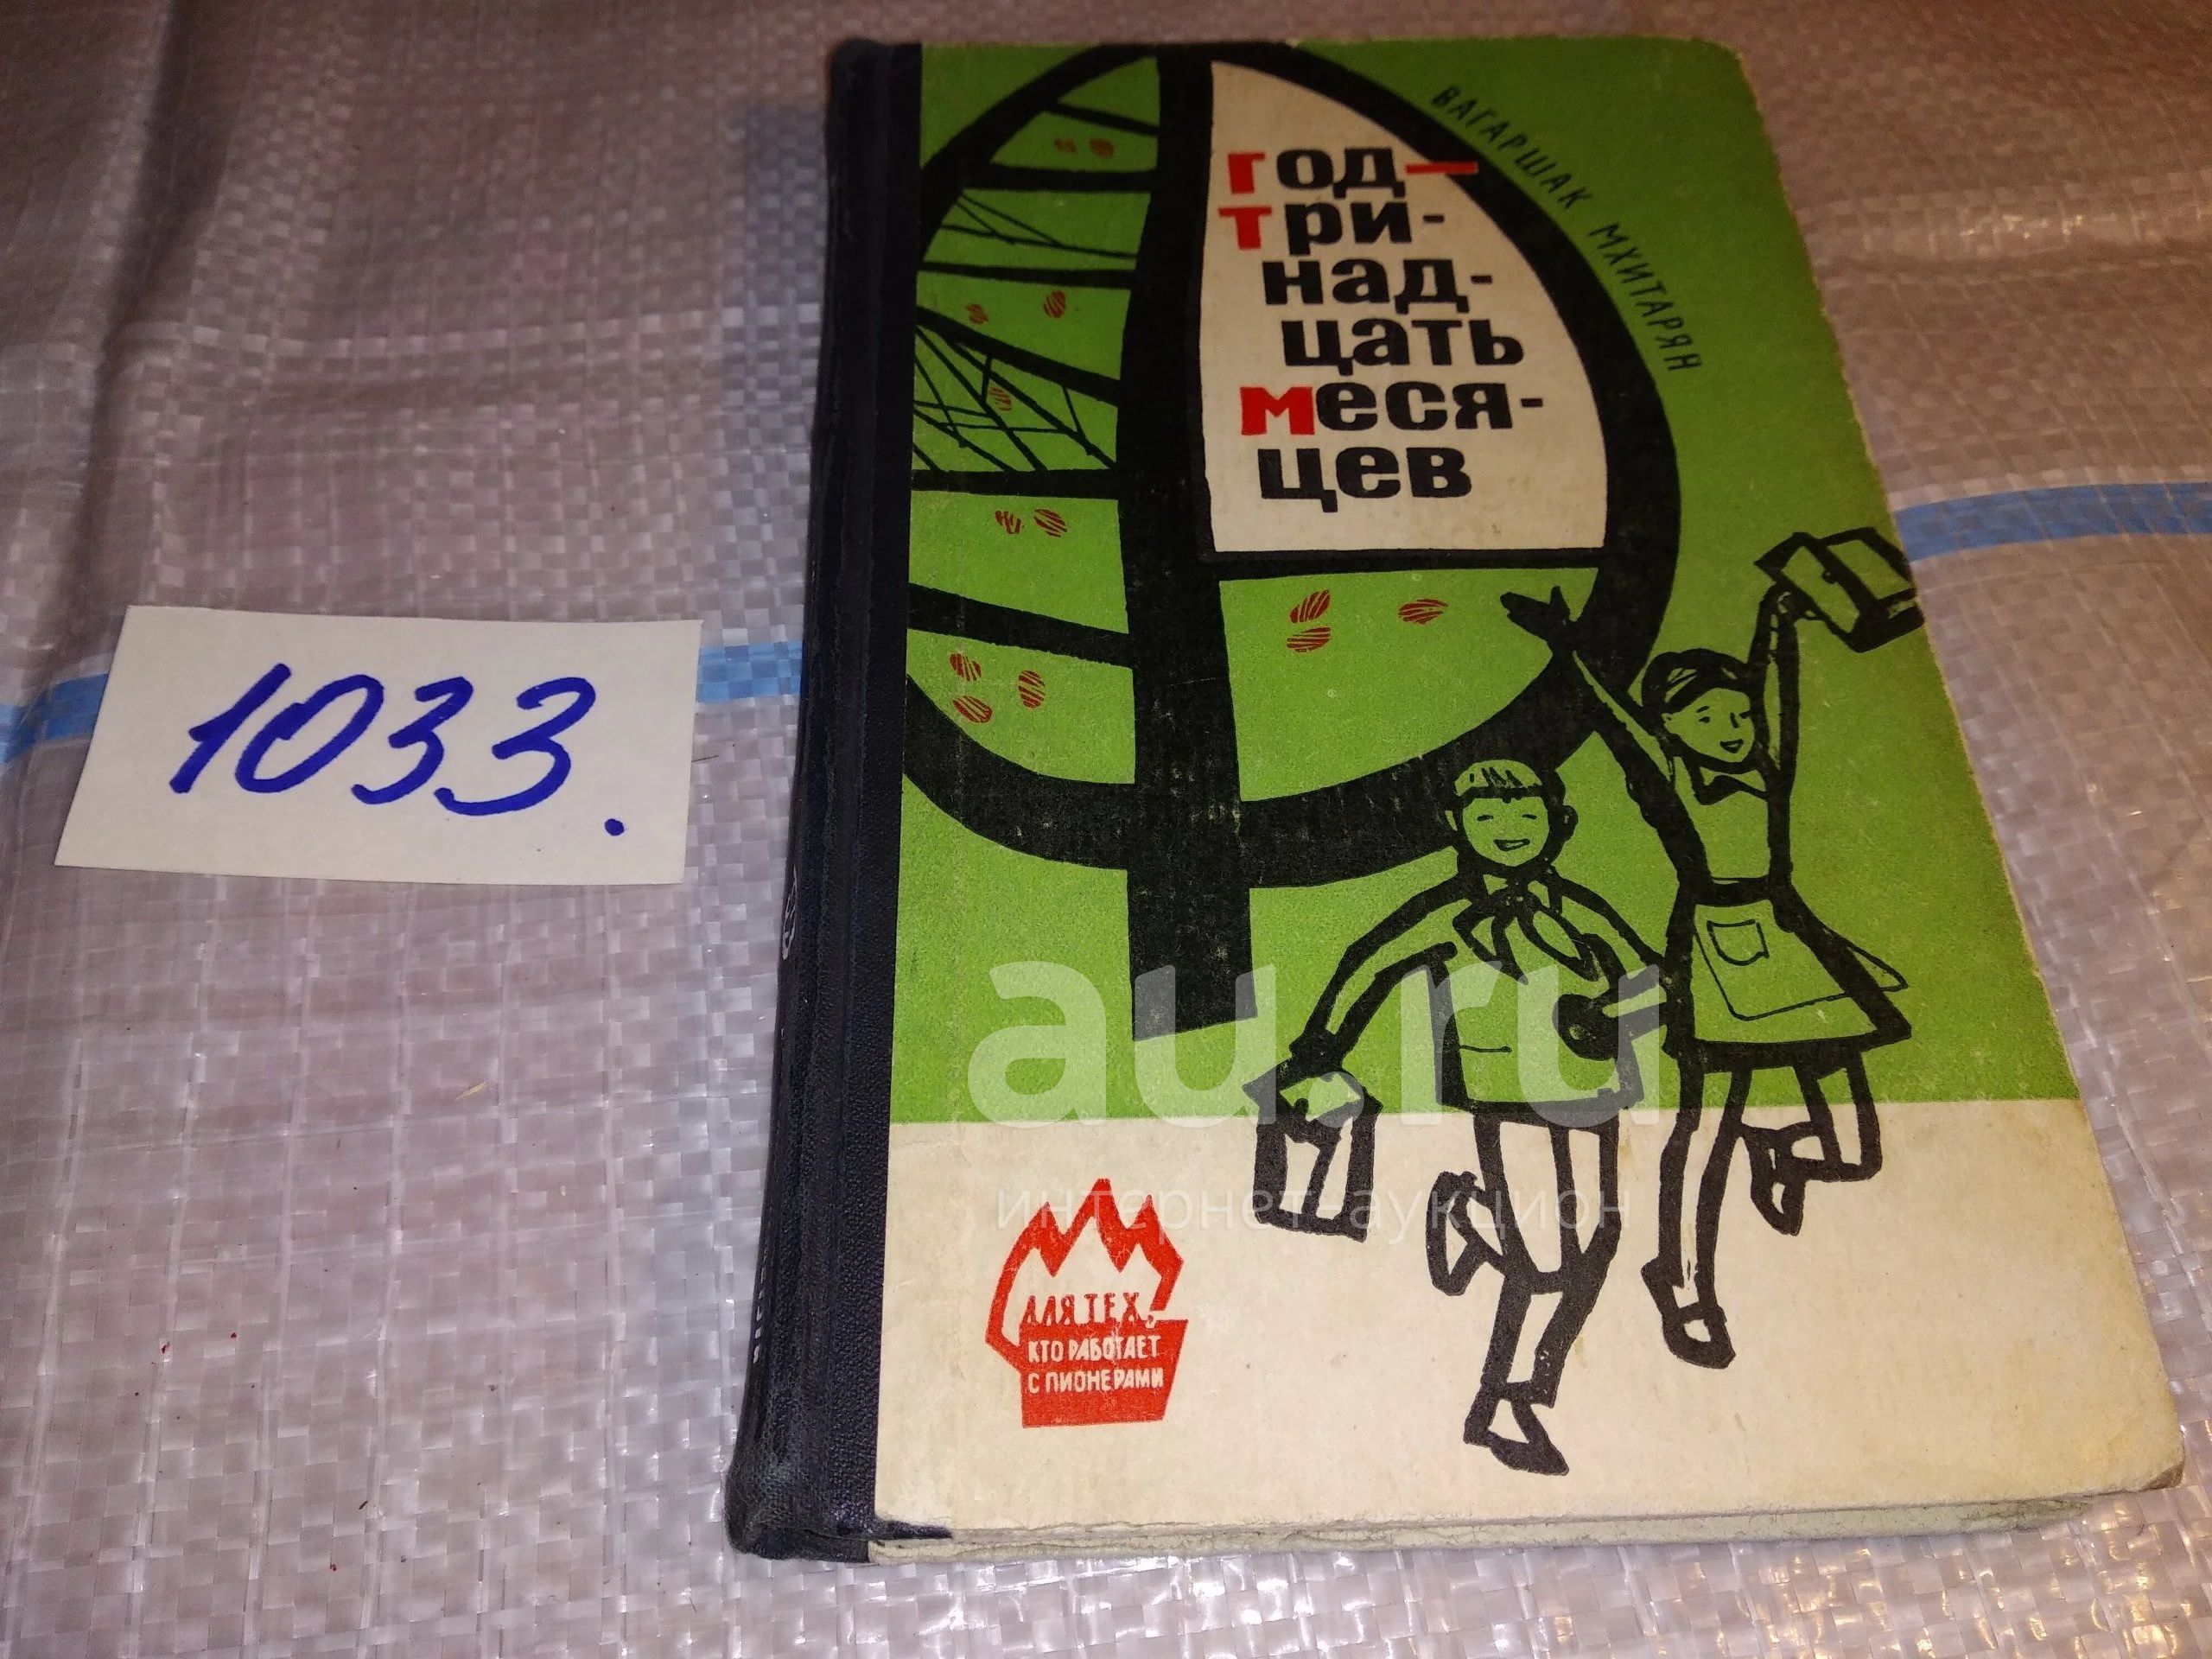 ВАГАРШАК МХИТАРЯН
год—
три-
над-
цать
меся-
цев
1033.
au.ru
интернет-аукцион
ДЛЯ ТЕХ,
КТО РАБОТАЕТ
С ПИОНЕРАМИ